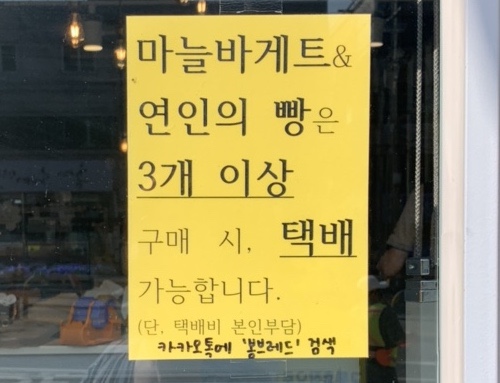 마늘바게트&
연인의 빵은
3개 이상
구매 시, 택배
가능합니다.
(단, 택배비 본인부담)
카카오톡에 '봉브레드' 검색